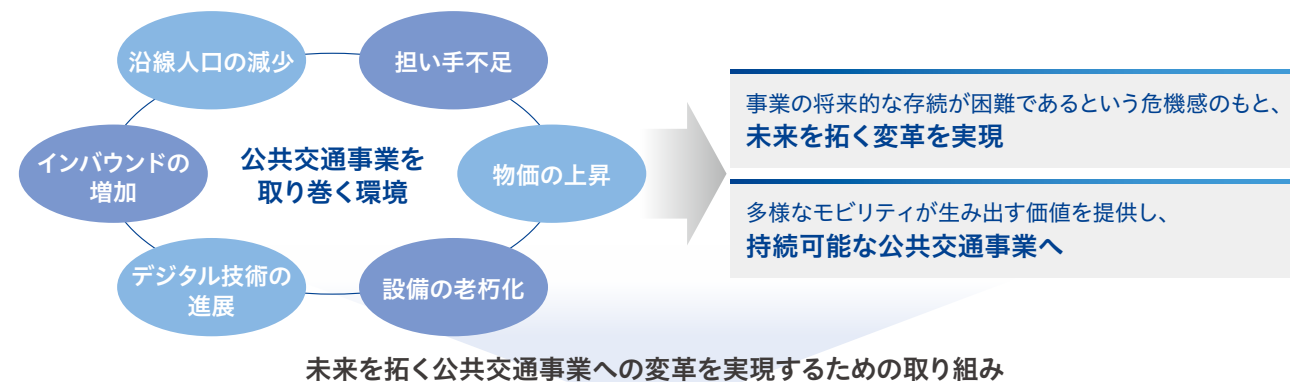 沿線人口の減少
担い手不足
インバウンドの
増加
公共交通事業を
取り巻く環境
物価の上昇
デジタル技術の
進展
設備の老朽化
事業の将来的な存続が困難であるという危機感のもと、
未来を拓く変革を実現
多様なモビリティが生み出す価値を提供し、
持続可能な公共交通事業へ
未来を拓く公共交通事業への変革を実現するための取り組み